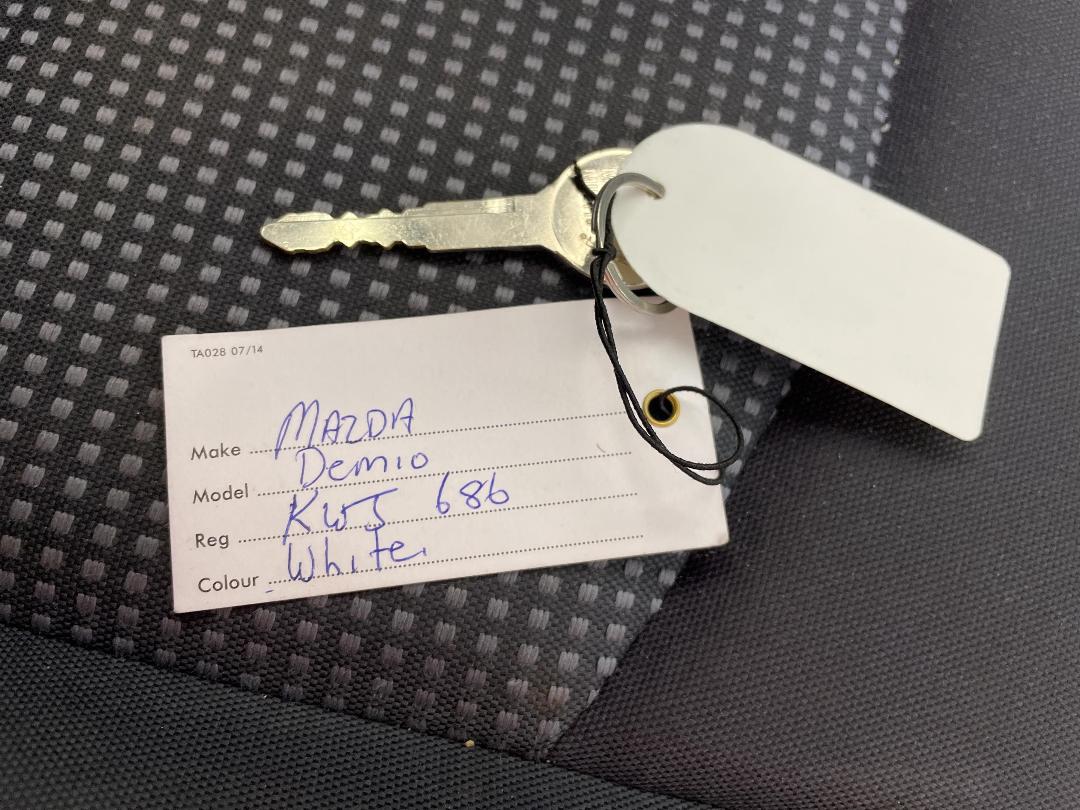 TA028 07/14
Make MAZDA
Model Demio
Reg KWJ 686
Colour White